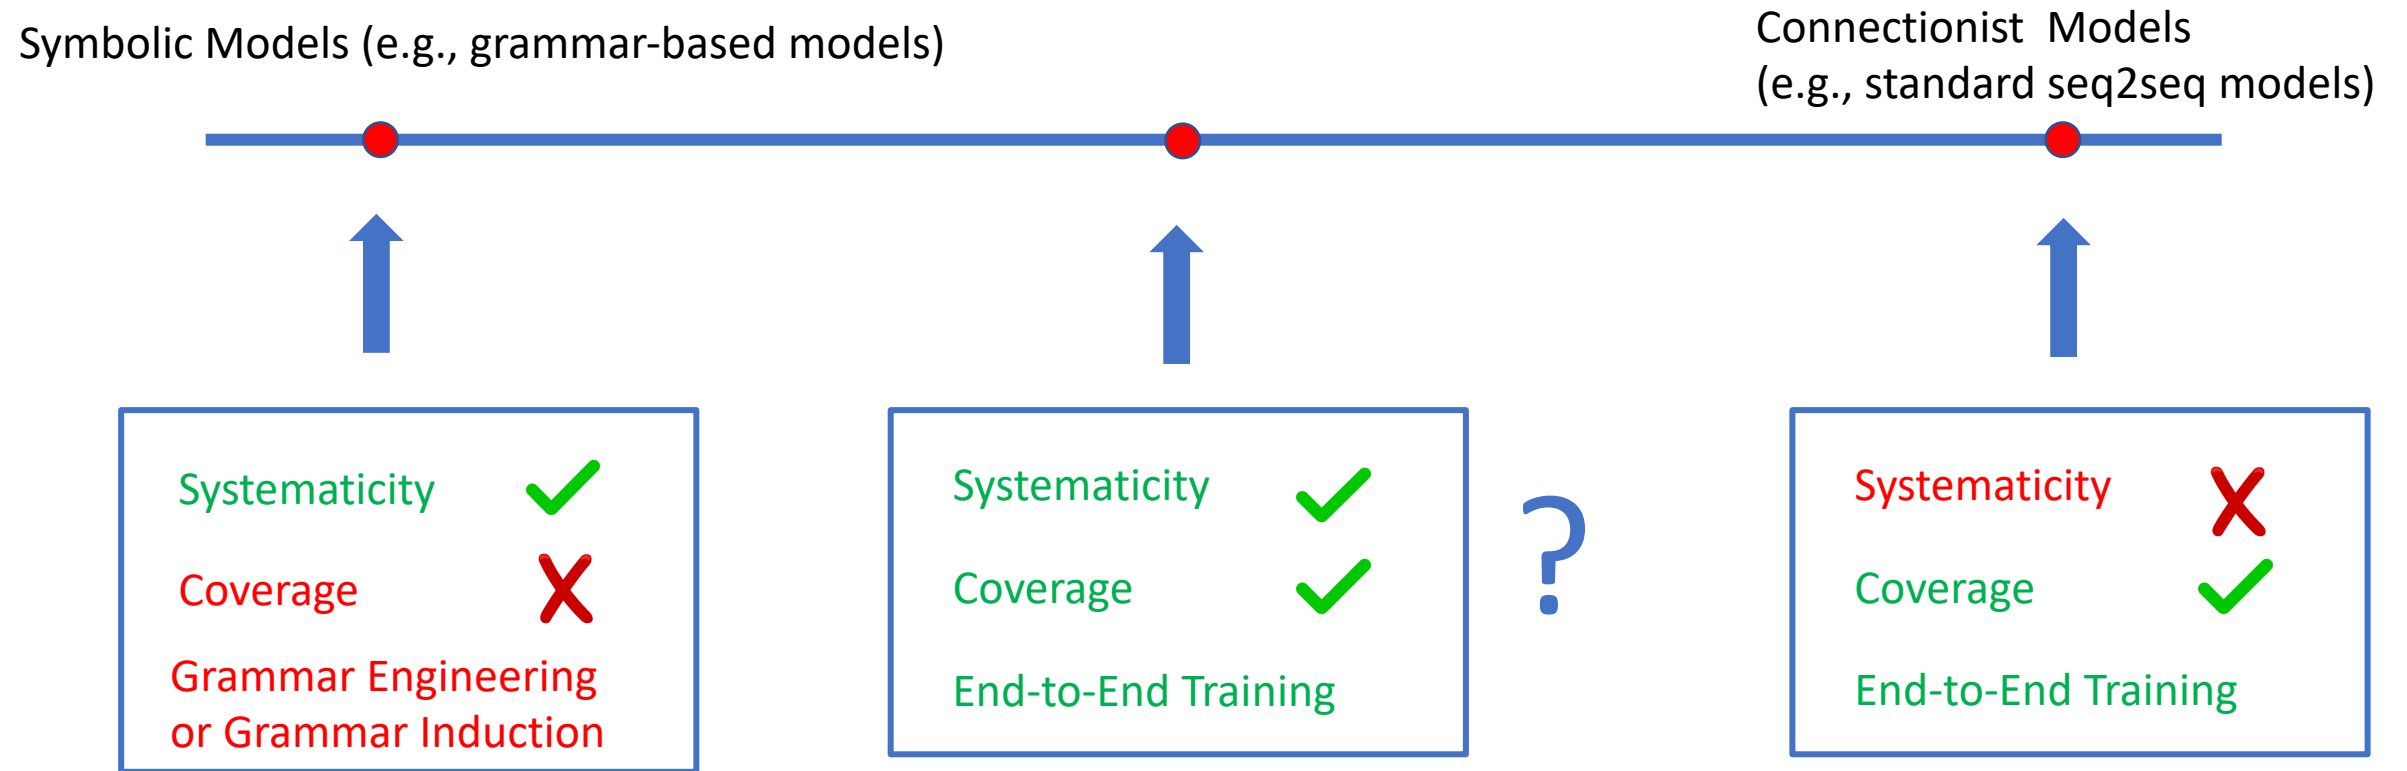 Symbolic Models (e.g., grammar-based models)
Connectionist Models
(e.g., standard seq2seq models)
Systematicity
Coverage
Grammar Engineering
or Grammar Induction
Systematicity
Coverage
End-to-End Training
?
Systematicity
Coverage
End-to-End Training